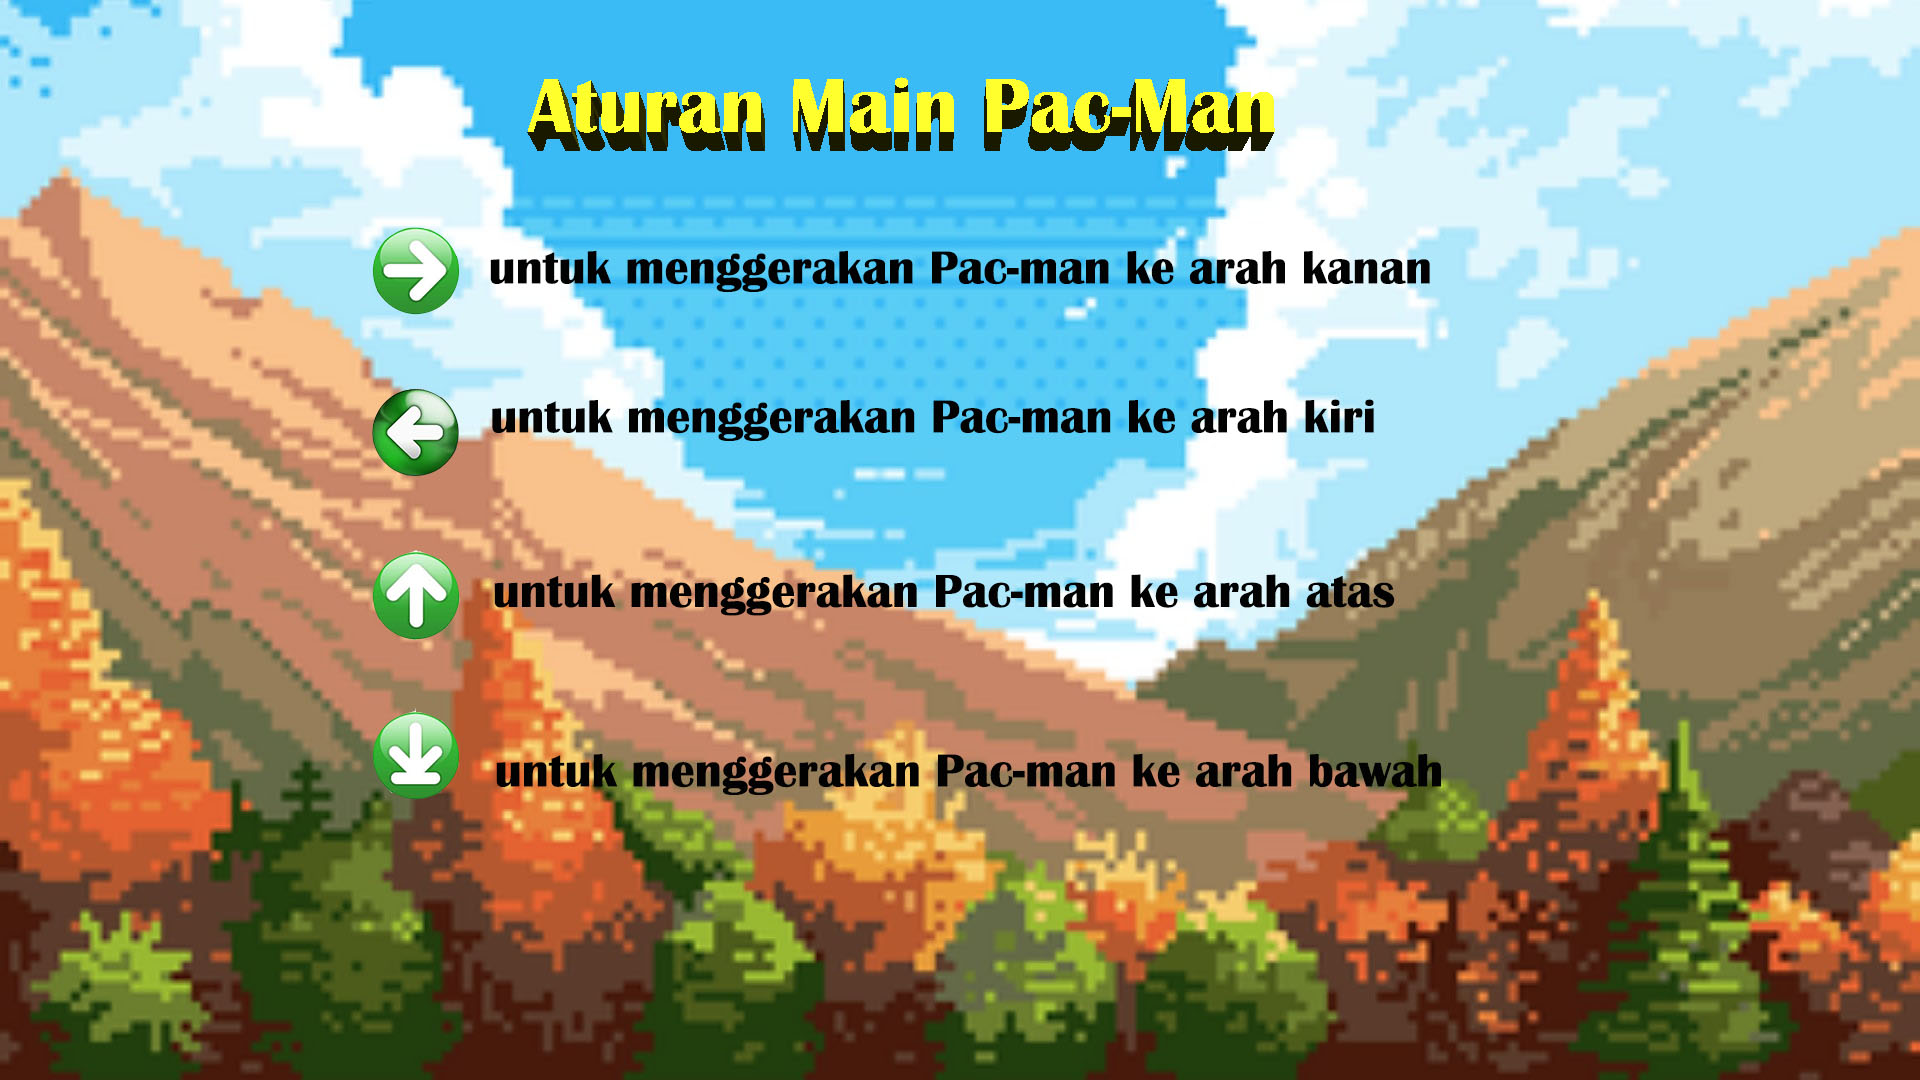 Aturan Main Pac-Man
untuk menggerakan Pac-man ke arah kanan
untuk menggerakan Pac-man ke arah kiri
untuk menggerakan Pac-man ke arah atas
untuk menggerakan Pac-man ke arah bawah